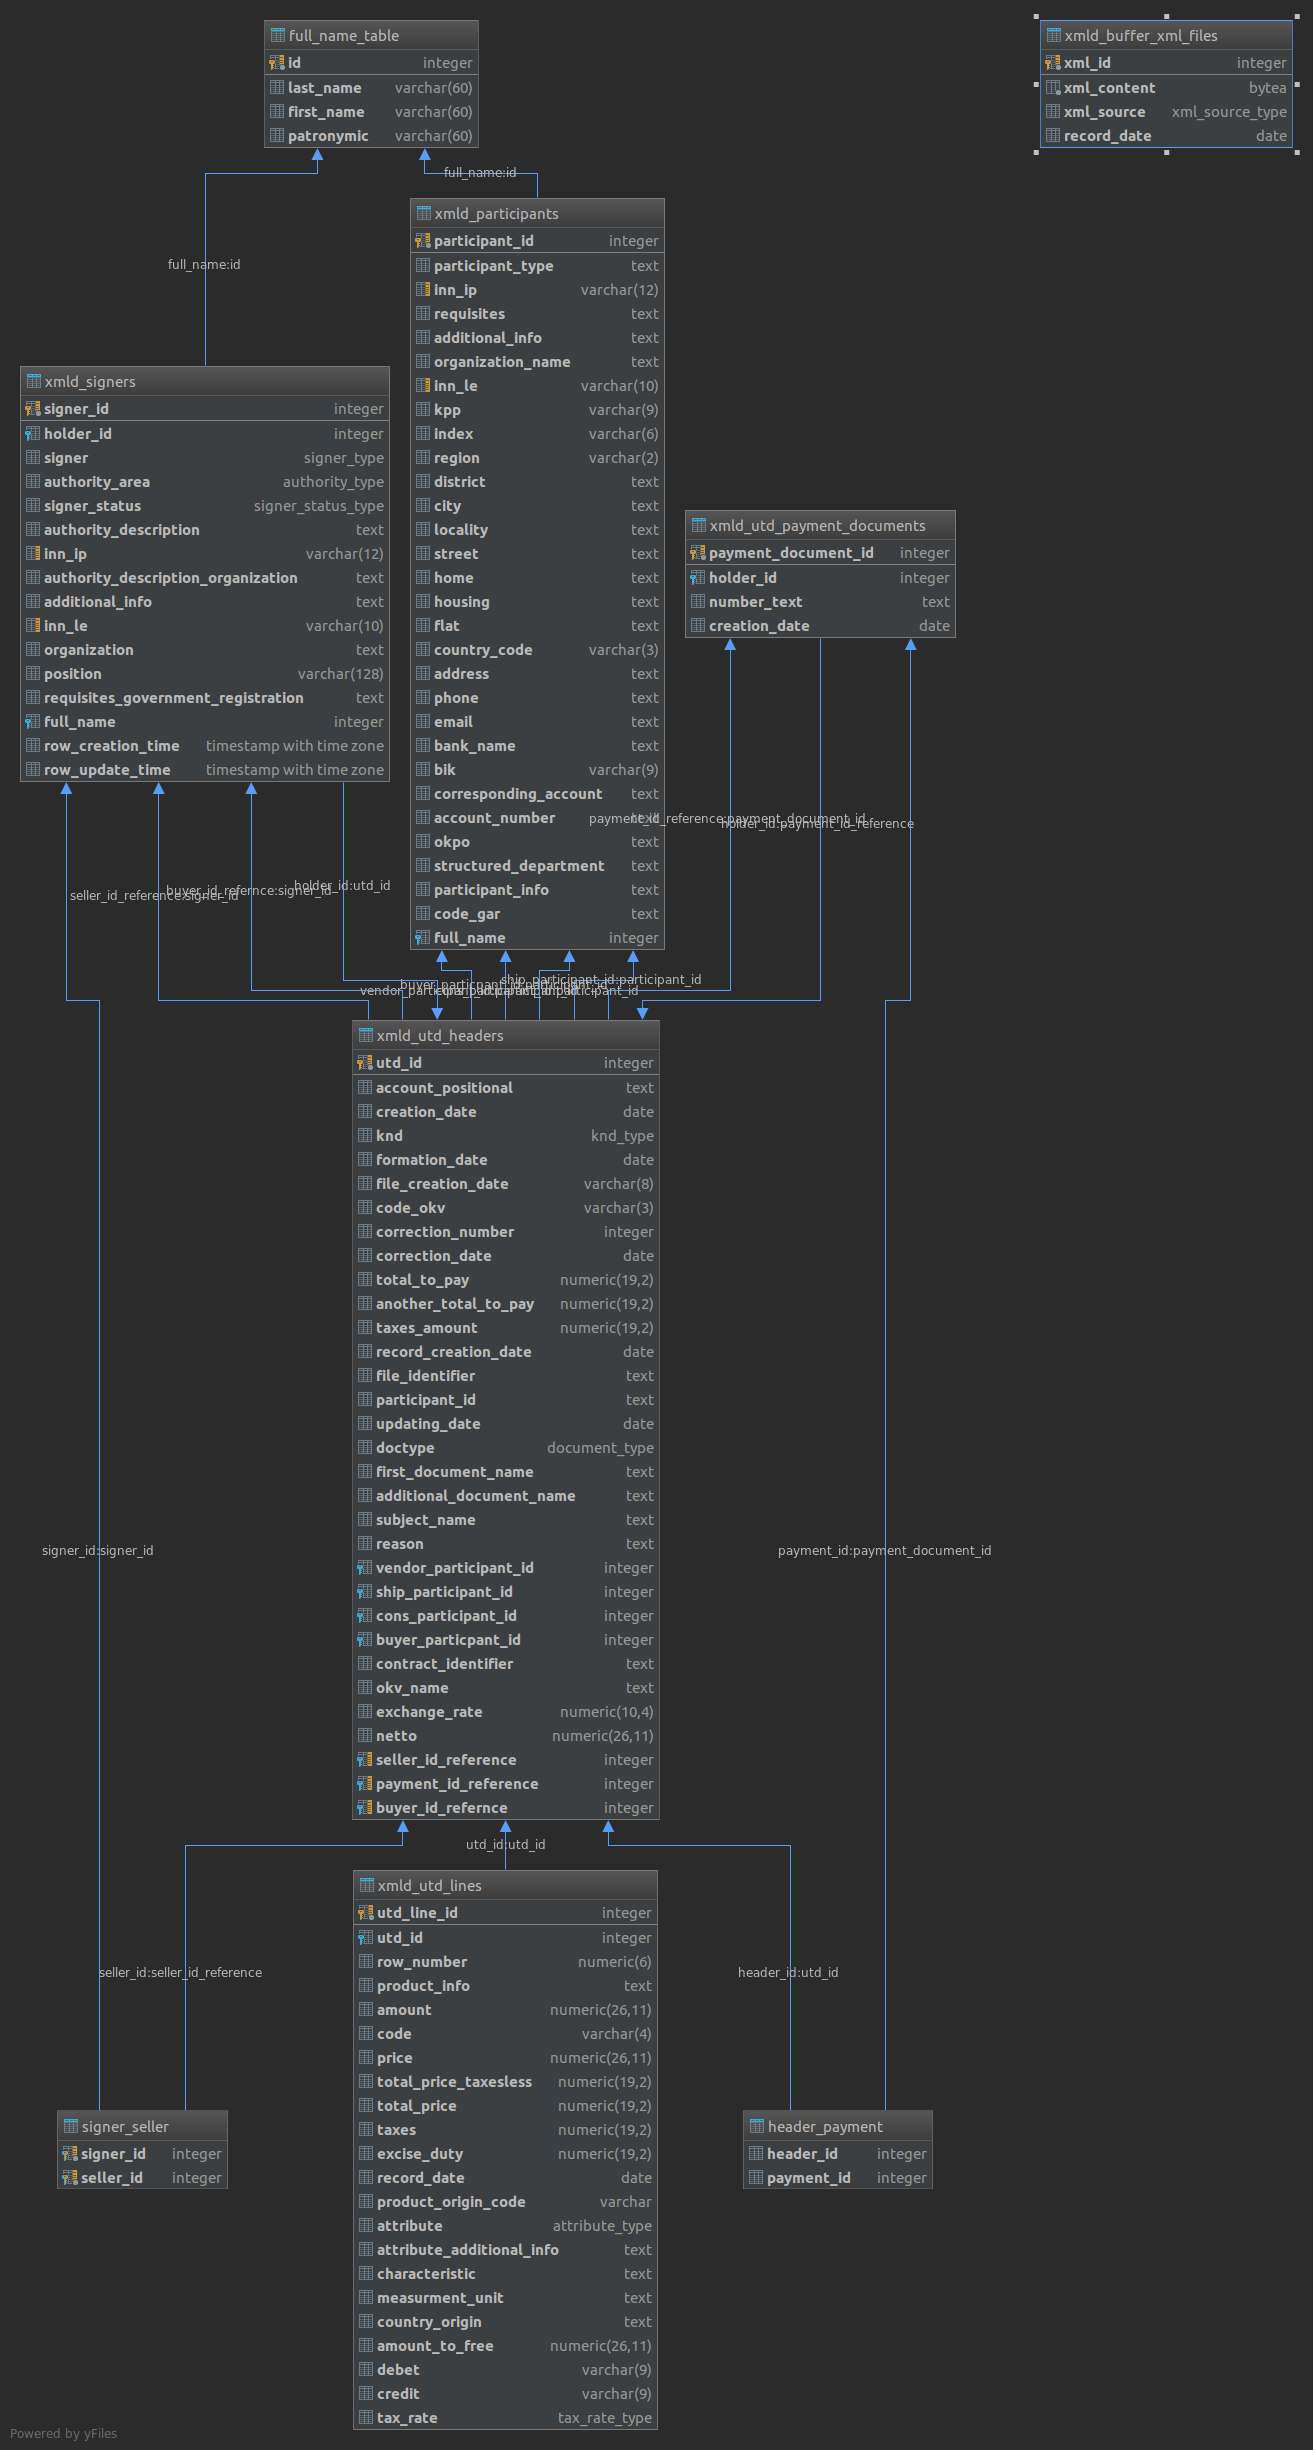 full_name_table
id integer
last_name varchar(60)
first_name varchar(60)
patronymic varchar(60)
xmld_buffer_xml_files
xml_id integer
xml_content bytea
xml_source xml_source_type
record_date date
full_name:id
full_name:id
xmld_participants
participant_id integer
participant_type text
inn_ip varchar(12)
requisites text
additional_info text
organization_name text
inn_le varchar(10)
kpp varchar(9)
index varchar(6)
region varchar(2)
district text
city text
locality text
street text
home text
housing text
flat text
country_code varchar(3)
address text
phone text
email text
bank_name text
bik varchar(9)
corresponding_account text
account_number text
okpo text
structured_department text
participant_info text
code_gar text
full_name integer
xmld_signers
signer_id integer
holder_id integer
signer signer_type
authority_area authority_type
signer_status signer_status_type
authority_description text
inn_ip varchar(12)
authority_description_organization text
additional_info text
inn_le varchar(10)
organization text
position varchar(128)
requisites_government_registration text
full_name integer
row_creation_time timestamp with time zone
row_update_time timestamp with time zone
xmld_utd_payment_documents
payment_document_id integer
holder_id integer
number_text text
creation_date date
payment_id_reference:payment_document_id
holder_id:payment_id_reference
seller_id_reference:signer_id
buyer_id_refernce:signer_id
holder_id:utd_id
ship_participant_id:participant_id
buyer_particpant_id:participant_id
xmld_utd_headers
utd_id integer
account_positional text
creation_date date
knd knd_type
formation_date date
file_creation_date varchar(8)
code_okv varchar(3)
correction_number integer
correction_date date
total_to_pay numeric(19,2)
another_total_to_pay numeric(19,2)
taxes_amount numeric(19,2)
record_creation_date date
file_identifier text
participant_id text
updating_date date
doctype document_type
first_document_name text
additional_document_name text
subject_name text
reason text
vendor_participant_id integer
ship_participant_id integer
cons_participant_id integer
buyer_particpant_id integer
contract_identifier text
okv_name text
exchange_rate numeric(10,4)
netto numeric(26,11)
seller_id_reference integer
payment_id_reference integer
buyer_id_refernce integer
signer_id:signer_id
payment_id:payment_document_id
utd_id:utd_id
xmld_utd_lines
utd_line_id integer
utd_id integer
row_number numeric(6)
product_info text
amount numeric(26,11)
code varchar(4)
price numeric(26,11)
total_price_taxesless numeric(19,2)
total_price numeric(19,2)
taxes numeric(19,2)
excise_duty numeric(19,2)
record_date date
product_origin_code varchar
attribute attribute_type
attribute_additional_info text
characteristic text
measurment_unit text
country_origin text
amount_to_free numeric(26,11)
debet varchar(9)
credit varchar(9)
tax_rate tax_rate_type
seller_id:seller_id_reference
header_id:utd_id
signer_seller
signer_id integer
seller_id integer
header_payment
header_id integer
payment_id integer
Powered by yFiles